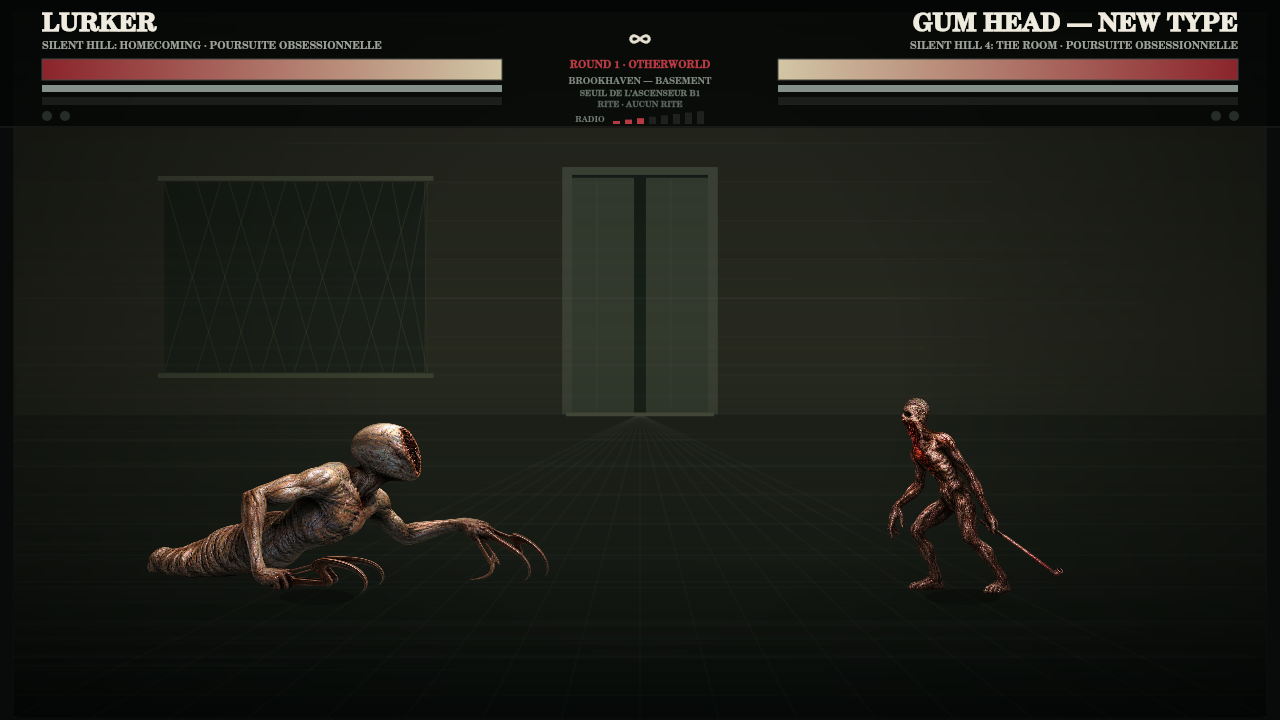 LURKER
SILENT HILL: HOMECOMING · POURSUITE OBSESSIONNELLE
∞
ROUND 1 · OTHERWORLD
BROOKHAVEN — BASEMENT
SEUIL DE L'ASCENSEUR B1
RITE · AUCUN RITE
RADIO
GUM HEAD — NEW TYPE
SILENT HILL 4: THE ROOM · POURSUITE OBSESSIONNELLE